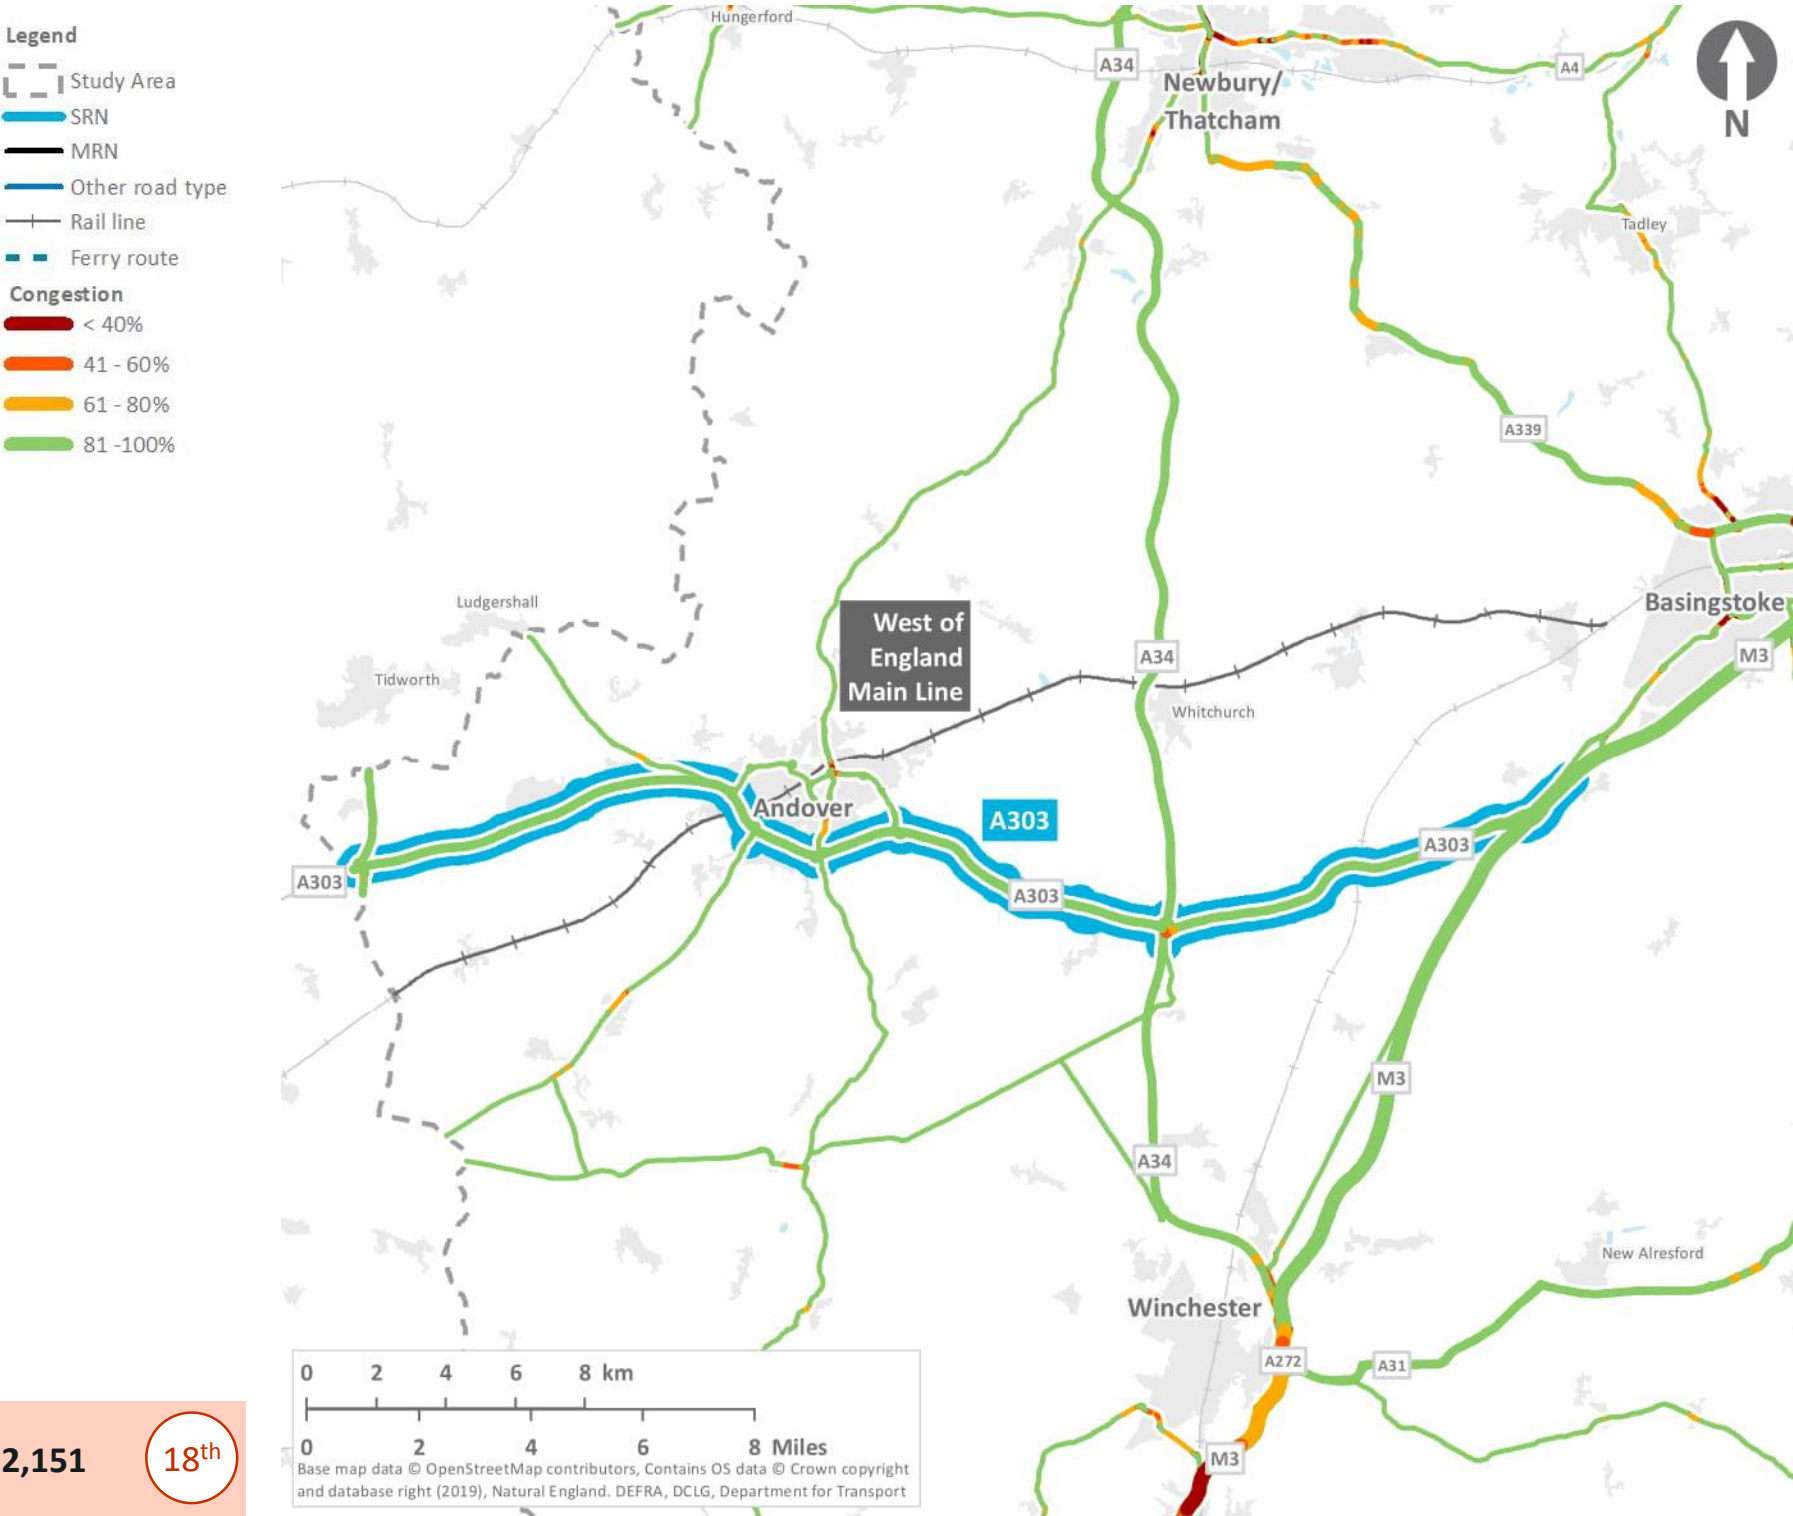 Legend
Study Area
SRN
MRN
Other road type
Rail line
Ferry route
Congestion
< 40%
41 - 60%
61 - 80%
81 -100%
Hungerford
A34
Newbury/
Thatcham
A4
N
Tadley
A339
Ludgershall
Tidworth
West of
England
Main Line
A34
Whitchurch
Basingstoke
M3
Andover
A303
A303
A303
A303
M3
A34
New Alresford
Winchester
A272
A31
M3
0 2 4 6 8 km
0 2 4 6 8 Miles
Base map data © OpenStreetMap contributors, Contains OS data © Crown copyright
and database right (2019), Natural England. DEFRA, DCLG, Department for Transport
2,151
18th